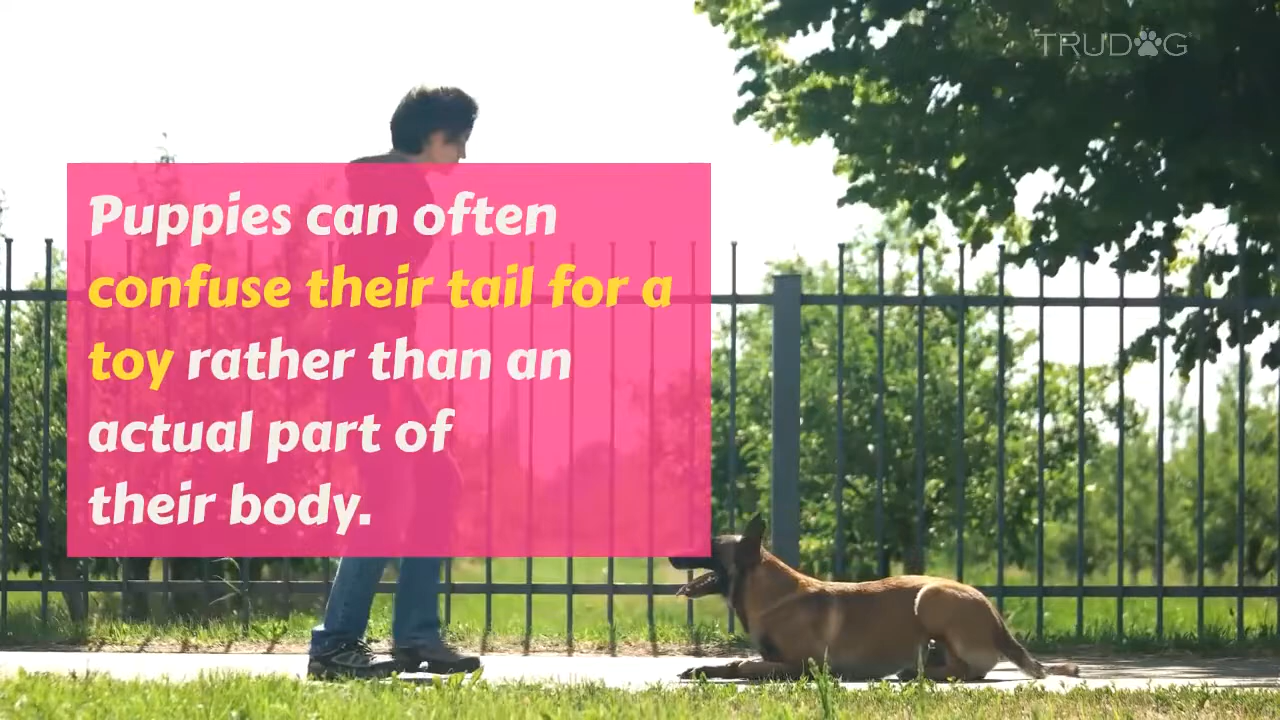 TRUDOG
Puppies can often
confuse their tail for a
toy rather than an
actual part of
their body.